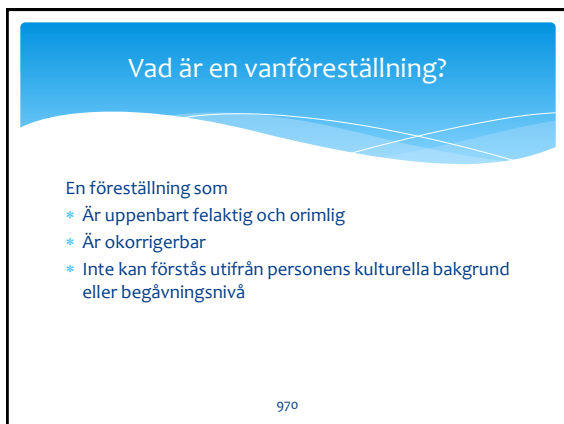 Vad är en vanföreställning?
En föreställning som
* Är uppenbart felaktig och orimlig
* Är okorrigerbar
* Inte kan förstås utifrån personens kulturella bakgrund
eller begåvningsnivå
970